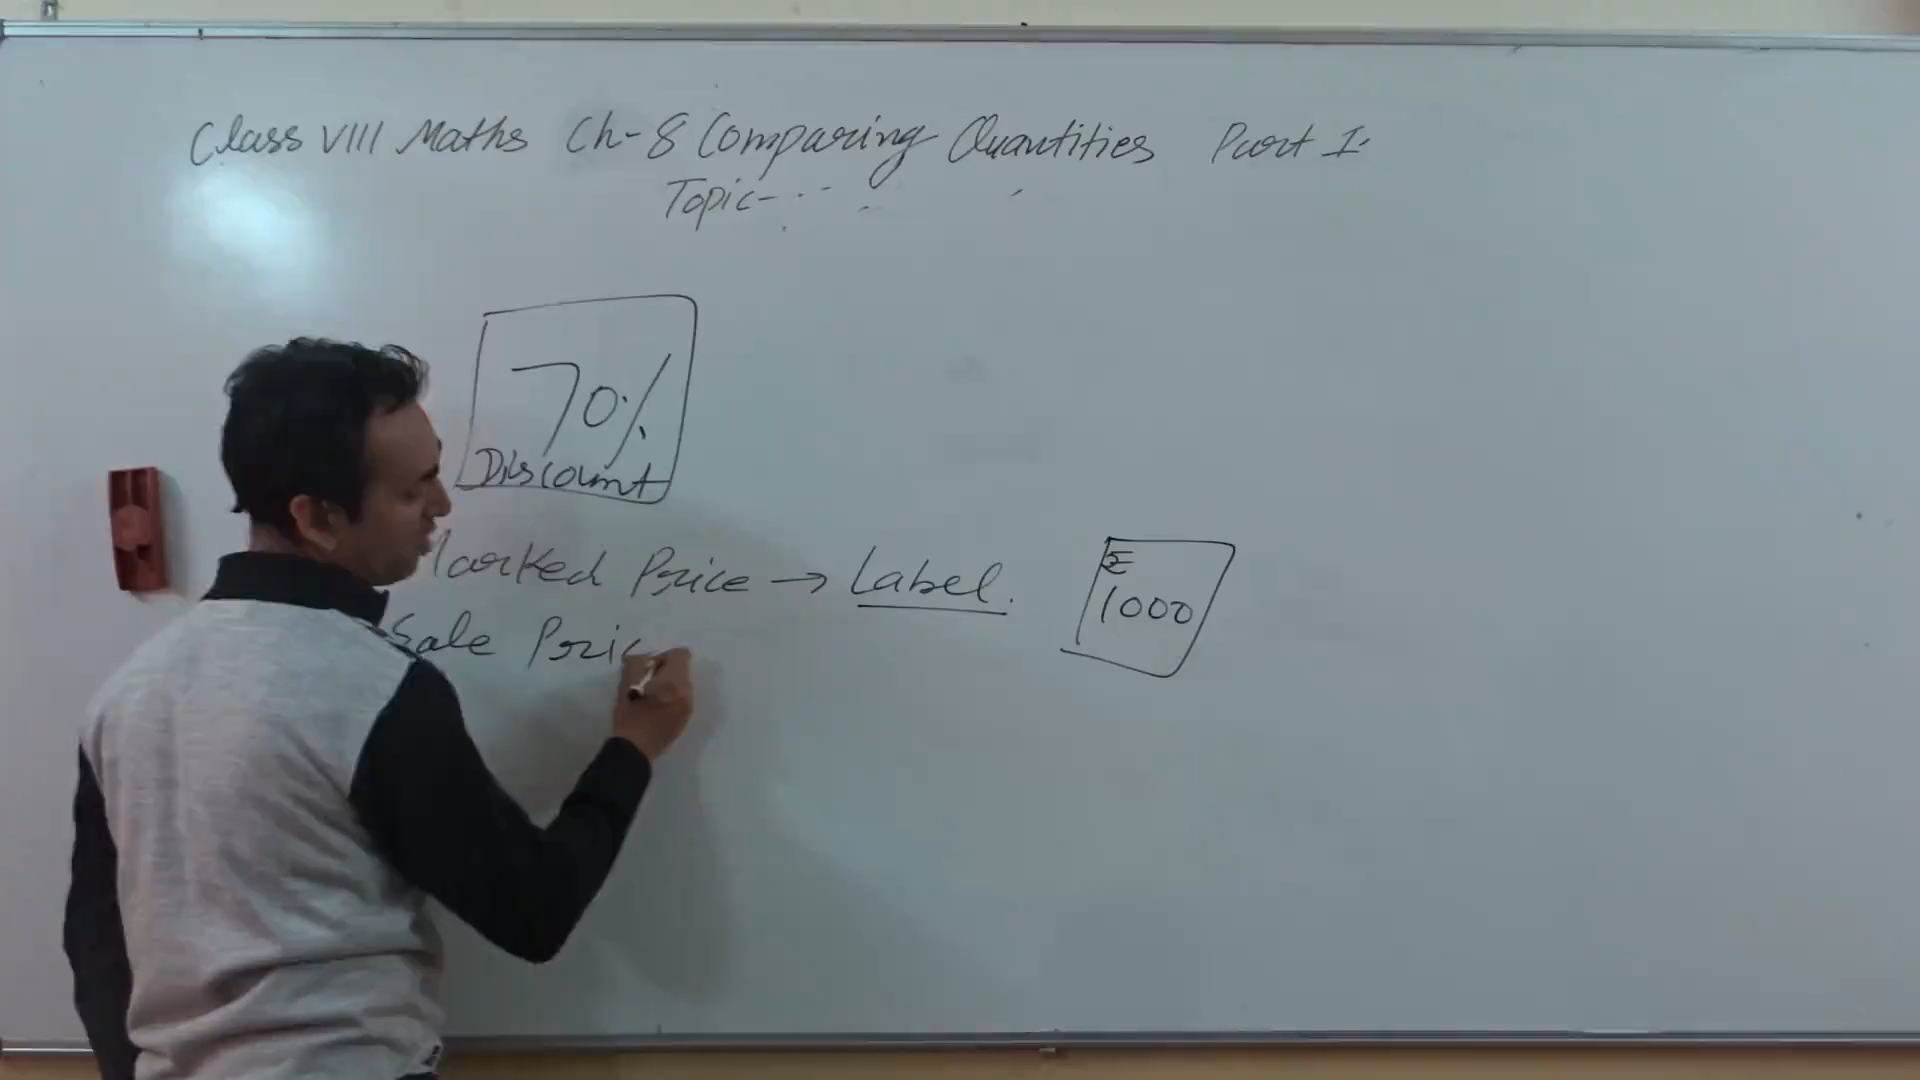 Class VIII Maths Ch-8 Comparing Quantities Part I.
Topic-
70%
Discount
Marked Price → Label.
₹
1000
Sale Pric